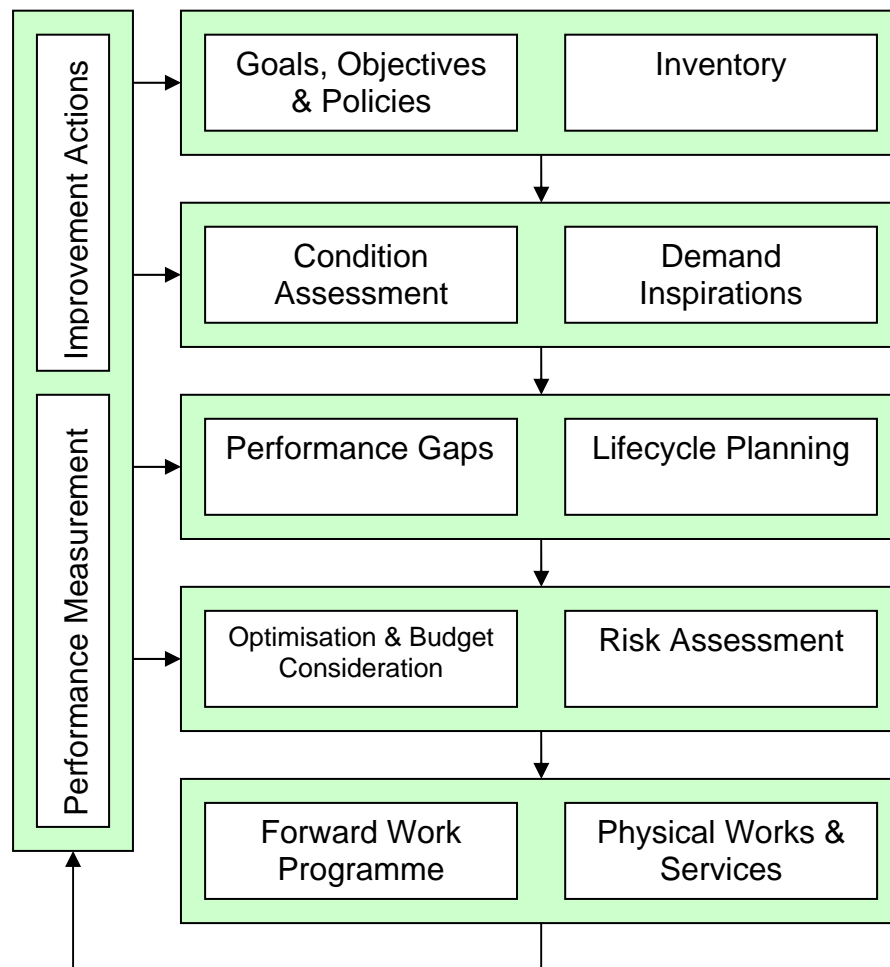 Improvement Actions
Performance Measurement
Goals, Objectives
& Policies
Inventory
Condition
Assessment
Demand
Inspirations
Performance Gaps
Lifecycle Planning
Optimisation & Budget
Consideration
Risk Assessment
Forward Work
Programme
Physical Works &
Services